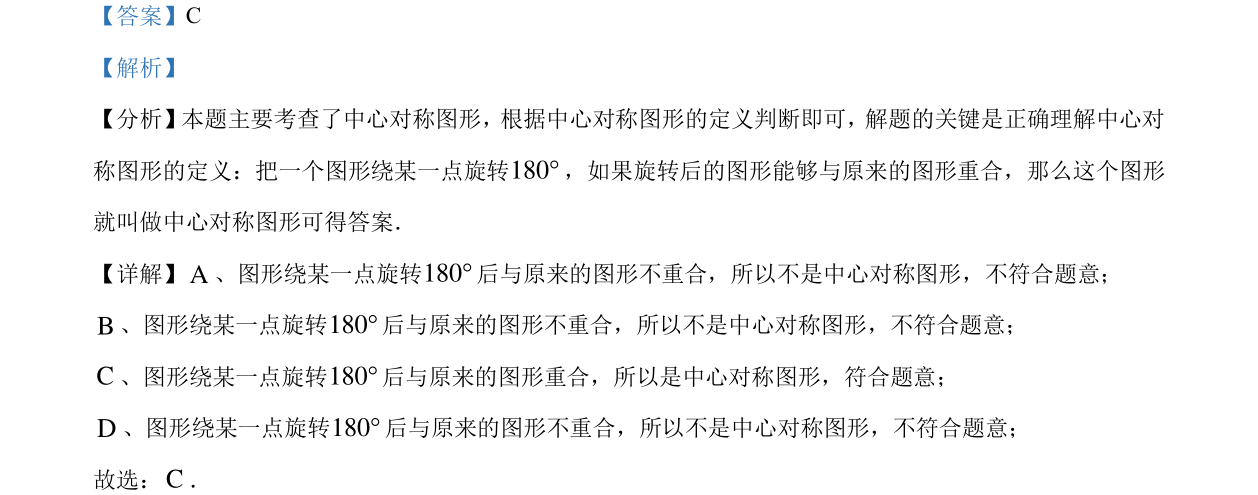 【答案】C
【解析】
【分析】本题主要考查了中心对称图形，根据中心对称图形的定义判断即可，解题的关键是正确理解中心对
称图形的定义：把一个图形绕某一点旋转180°，如果旋转后的图形能够与原来的图形重合，那么这个图形
就叫做中心对称图形可得答案．
【详解】A、图形绕某一点旋转180°后与原来的图形不重合，所以不是中心对称图形，不符合题意；
B、图形绕某一点旋转180°后与原来的图形不重合，所以不是中心对称图形，不符合题意；
C、图形绕某一点旋转180°后与原来的图形重合，所以是中心对称图形，符合题意；
D、图形绕某一点旋转180°后与原来的图形不重合，所以不是中心对称图形，不符合题意；
故选：C．